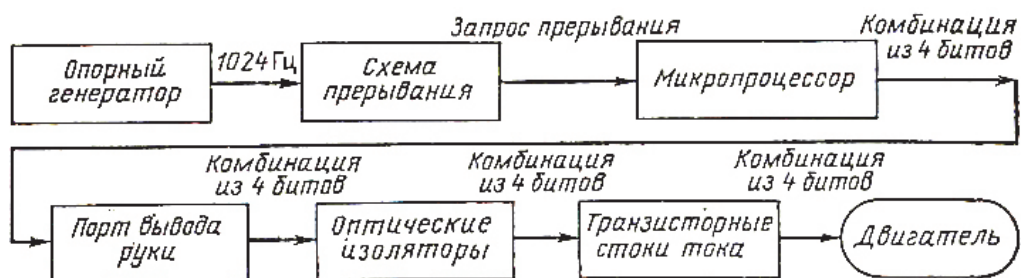 Запрос прерывания
Комбинация
из 4 битов
Опорный
генератор
1024 Гц
Схема
прерывания
Микропроцессор
Комбинация
из 4 битов
Комбинация
из 4 битов
Комбинация
из 4 битов
Порт вывода
руки
Оптические
изоляторы
Транзисторные
стоки тока
Двигатель